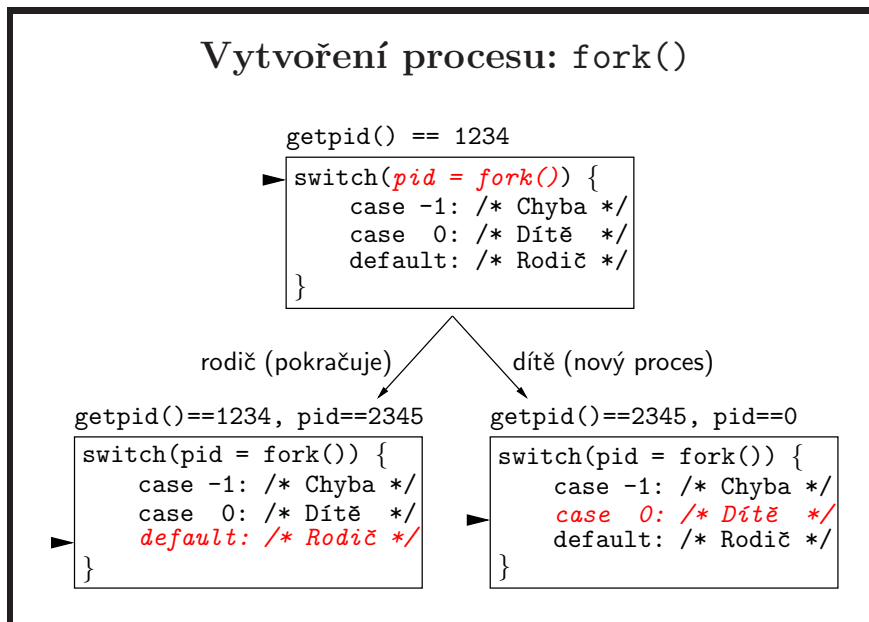 Vytvoření procesu: fork()
getpid() == 1234
switch(pid = fork()) {
case -1: /* Chyba */
case  0: /* Dítě  */
default: /* Rodič */
}
rodič (pokračuje)
dítě (nový proces)
getpid()==1234, pid==2345
switch(pid = fork()) {
case -1: /* Chyba */
case  0: /* Dítě  */
default: /* Rodič */
}
getpid()==2345, pid==0
switch(pid = fork()) {
case -1: /* Chyba */
case  0: /* Dítě  */
default: /* Rodič */
}